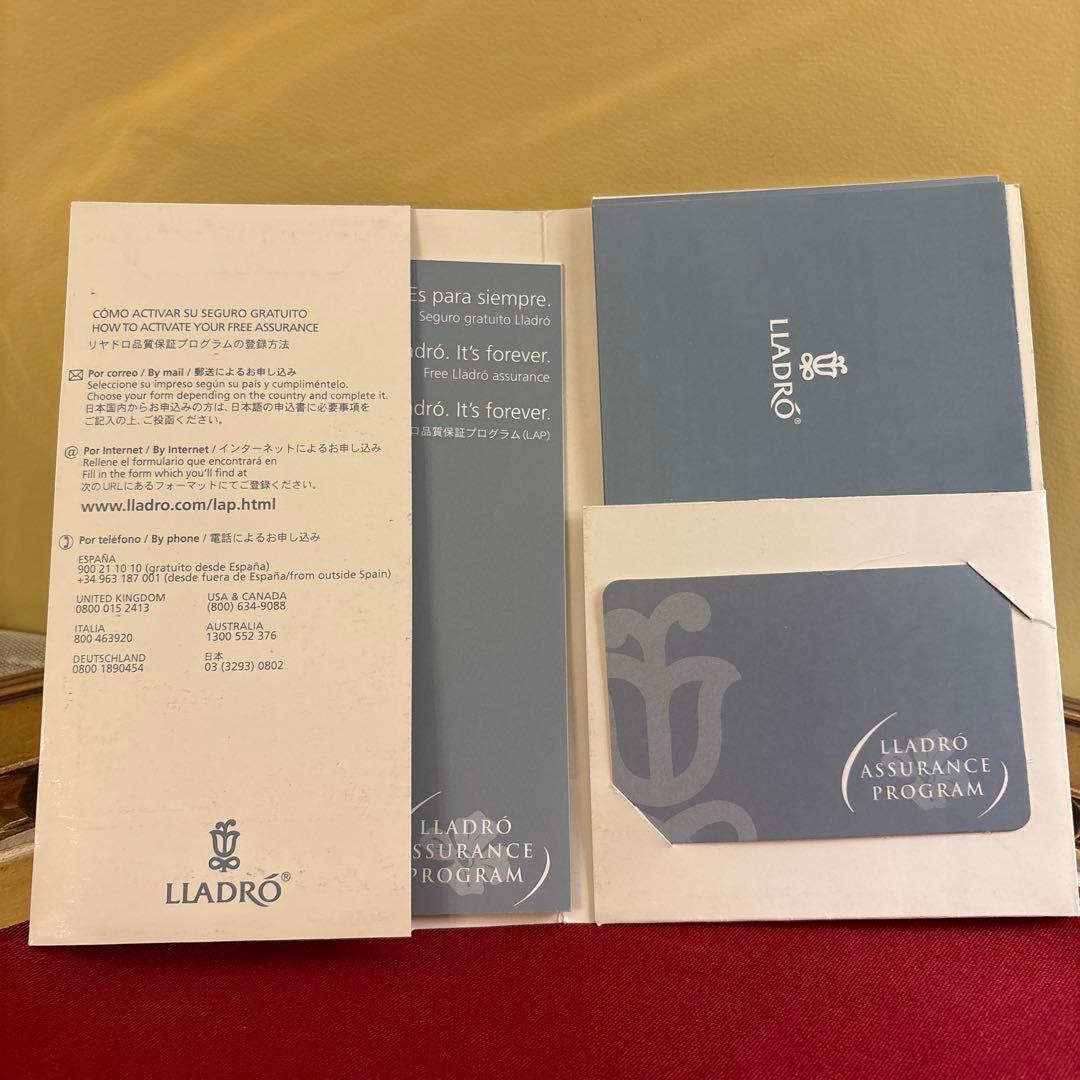 CÓMO ACTIVAR SU SEGURO GRATUITO
HOW TO ACTIVATE YOUR FREE ASSURANCE
リヤドロ品質保証プログラムの登録方法
Por correo / By mail / 郵送によるお申し込み
Seleccione su impreso según su país y cumpliméntelo.
Choose your form depending on the country and complete it.
日本国内からお申込みの方は、日本語の申込書に必要事項を
ご記入の上、ご投函ください。
@ Por Internet / By Internet / インターネットによるお申し込み
Rellene el formulario que encontrará en
Fill in the form which you'll find at
次のURLにあるフォーマットにてご登録ください。
www.lladro.com/lap.html
Por teléfono / By phone / 電話によるお申し込み
ESPAÑA
900 21 10 10 (gratuito desde España)
+34 963 187 001 (desde fuera de España/from outside Spain)
UNITED KINGDOM
0800 015 2413
USA & CANADA
(800) 634-9088
ITALIA
800 463920
AUSTRALIA
1300 552 376
DEUTSCHLAND
0800 1890454
日本
03 (3293) 0802
LLADRÓ®
Es para siempre.
Seguro gratuito Lladró
dró. It's forever.
Free Lladró assurance
dró. It's forever.
ロ品質保証プログラム(LAP)
LLADRÓ
SSURANCE
PROGRAM
LLADRÓ®
LLADRÓ
ASSURANCE
PROGRAM